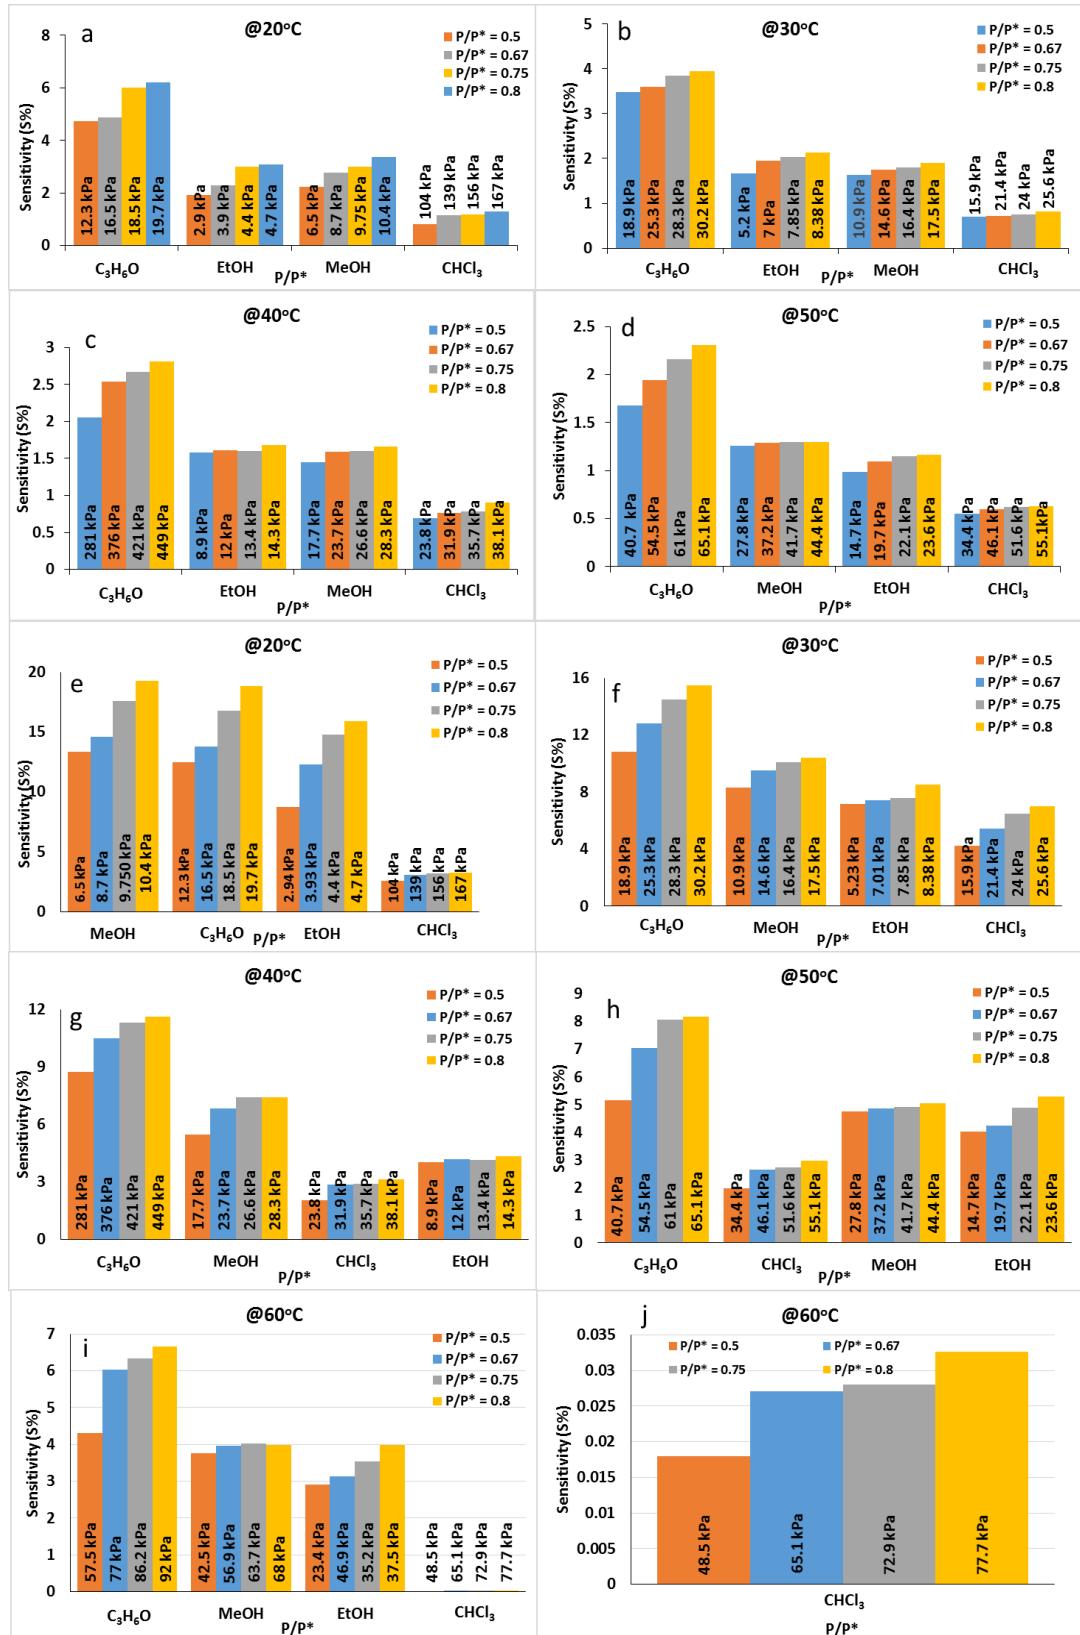 a
@20°C
P/P* = 0.5
P/P* = 0.67
P/P* = 0.75
P/P* = 0.8
Sensitivity (S%)
8
6
4
2
0
12.3 kPa
16.5 kPa
18.5 kPa
19.7 kPa
2.9 kPa
3.9 kPa
4.4 kPa
4.7 kPa
6.5 kPa
8.7 kPa
9.75 kPa
10.4 kPa
104 kPa
139 kPa
156 kPa
167 kPa
C₃H₆O
EtOH
MeOH
CHCl₃
P/P*
b
@30°C
P/P* = 0.5
P/P* = 0.67
P/P* = 0.75
P/P* = 0.8
Sensitivity (S%)
5
4
3
2
1
0
18.9 kPa
25.3 kPa
28.3 kPa
30.2 kPa
5.2 kPa
7 kPa
7.85 kPa
8.38 kPa
10.9 kPa
14.6 kPa
16.4 kPa
17.5 kPa
15.9 kPa
21.4 kPa
24 kPa
25.6 kPa
C₃H₆O
EtOH
MeOH
CHCl₃
P/P*
c
@40°C
P/P* = 0.5
P/P* = 0.67
P/P* = 0.75
P/P* = 0.8
Sensitivity (S%)
3
2.5
2
1.5
1
0.5
0
281 kPa
376 kPa
421 kPa
449 kPa
8.9 kPa
12 kPa
13.4 kPa
14.3 kPa
17.7 kPa
23.7 kPa
26.6 kPa
28.3 kPa
23.8 kPa
31.9 kPa
35.7 kPa
38.1 kPa
C₃H₆O
EtOH
MeOH
CHCl₃
P/P*
d
@50°C
P/P* = 0.5
P/P* = 0.67
P/P* = 0.75
P/P* = 0.8
Sensitivity (S%)
2.5
2
1.5
1
0.5
0
40.7 kPa
54.5 kPa
61 kPa
65.1 kPa
27.8 kPa
37.2 kPa
41.7 kPa
44.4 kPa
14.7 kPa
19.7 kPa
22.1 kPa
23.6 kPa
34.4 kPa
46.1 kPa
51.6 kPa
55.1kPa
C₃H₆O
MeOH
EtOH
CHCl₃
P/P*
e
@20°C
P/P* = 0.5
P/P* = 0.67
P/P* = 0.75
P/P* = 0.8
Sensitivity (S%)
20
15
10
5
0
6.5 kPa
8.7 kPa
9.750 kPa
10.4 kPa
12.3 kPa
16.5 kPa
18.5 kPa
19.7 kPa
2.94 kPa
3.93 kPa
4.4 kPa
4.7 kPa
104 kPa
139 kPa
156 kPa
167 kPa
MeOH
C₃H₆O
EtOH
CHCl₃
P/P*
f
@30°C
P/P* = 0.5
P/P* = 0.67
P/P* = 0.75
P/P* = 0.8
Sensitivity (S%)
16
12
8
4
0
18.9 kPa
25.3 kPa
28.3 kPa
30.2 kPa
10.9 kPa
14.6 kPa
16.4 kPa
17.5 kPa
5.23 kPa
7.01 kPa
7.85 kPa
8.38 kPa
15.9 kPa
21.4 kPa
24 kPa
25.6 kPa
C₃H₆O
MeOH
EtOH
CHCl₃
P/P*
g
@40°C
P/P* = 0.5
P/P* = 0.67
P/P* = 0.75
P/P* = 0.8
Sensitivity (S%)
12
9
6
3
0
281 kPa
376 kPa
421 kPa
449 kPa
17.7 kPa
23.7 kPa
26.6 kPa
28.3 kPa
23.8 kPa
31.9 kPa
35.7 kPa
38.1 kPa
8.9 kPa
12 kPa
13.4 kPa
14.3 kPa
C₃H₆O
MeOH
CHCl₃
EtOH
P/P*
h
@50°C
P/P* = 0.5
P/P* = 0.67
P/P* = 0.75
P/P* = 0.8
Sensitivity (S%)
9
8
7
6
5
4
3
2
1
0
40.7 kPa
54.5 kPa
61 kPa
65.1 kPa
34.4 kPa
46.1 kPa
51.6 kPa
55.1 kPa
27.8 kPa
37.2 kPa
41.7 kPa
44.4 kPa
14.7 kPa
19.7 kPa
22.1 kPa
23.6 kPa
C₃H₆O
CHCl₃
MeOH
EtOH
P/P*
i
@60°C
P/P* = 0.5
P/P* = 0.67
P/P* = 0.75
P/P* = 0.8
Sensitivity (S%)
7
6
5
4
3
2
1
0
57.5 kPa
77 kPa
86.2 kPa
92 kPa
42.5 kPa
56.9 kPa
63.7 kPa
68 kPa
23.4 kPa
46.9 kPa
35.2 kPa
37.5 kPa
48.5 kPa
65.1 kPa
72.9 kPa
77.7 kPa
C₃H₆O
MeOH
EtOH
CHCl₃
P/P*
j
@60°C
P/P* = 0.5
P/P* = 0.67
P/P* = 0.75
P/P* = 0.8
Sensitivity (S%)
0.035
0.03
0.025
0.02
0.015
0.01
0.005
0
48.5 kPa
65.1 kPa
72.9 kPa
77.7 kPa
CHCl₃
P/P*